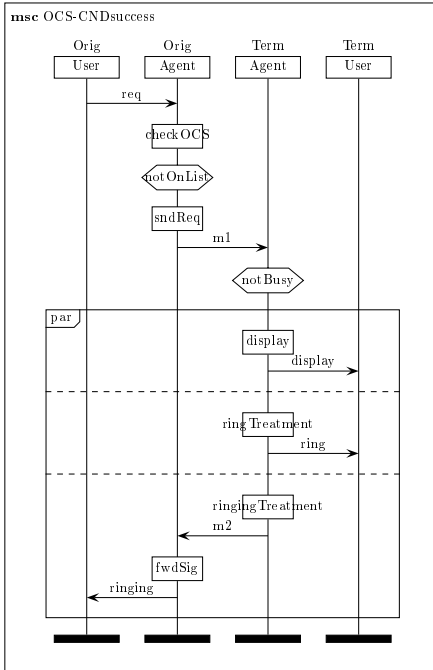 msc OCS-CNDsuccess
Orig Orig Term Term
User Agent Agent User
req
checkOCS
notOnList
sndReq
m1
notBusy
par
display
display
ringTreatment
ring
ringingTreatment
m2
fwdSig
ringing